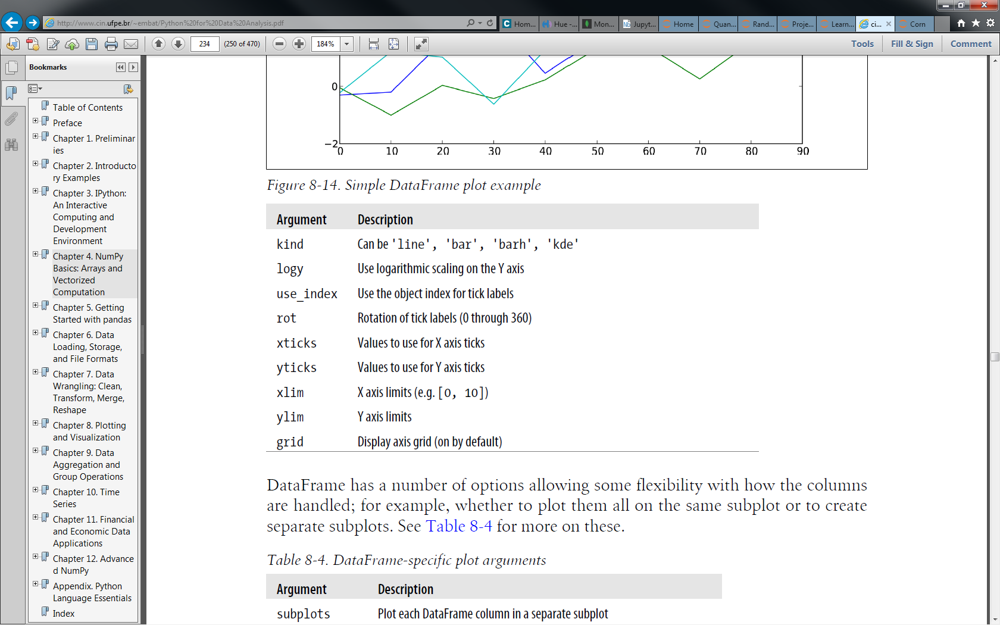 http://www.cin.ufpe.br/~embat/Python%20for%20Data%20Analysis.pdf
Hom...
Hue -...
Mon...
Jupyt...
Home
Quan...
Rand...
Proje...
Learn...
ci...
Corn
234
(250 of 470)
184%
Tools
Fill & Sign
Comment
Bookmarks
Table of Contents
Preface
Chapter 1. Preliminar
ies
Chapter 2. Introducto
ry Examples
Chapter 3. IPython:
An Interactive
Computing and
Development
Environment
Chapter 4. NumPy
Basics: Arrays and
Vectorized
Computation
Chapter 5. Getting
Started with pandas
Chapter 6. Data
Loading, Storage,
and File Formats
Chapter 7. Data
Wrangling: Clean,
Transform, Merge,
Reshape
Chapter 8. Plotting
and Visualization
Chapter 9. Data
Aggregation and
Group Operations
Chapter 10. Time
Series
Chapter 11. Financial
and Economic Data
Applications
Chapter 12. Advance
d NumPy
Appendix. Python
Language Essentials
Index
0
−2
0 10 20 30 40 50 60 70 80 90
Figure 8-14. Simple DataFrame plot example
Argument Description
kind Can be 'line', 'bar', 'barh', 'kde'
logy Use logarithmic scaling on the Y axis
use_index Use the object index for tick labels
rot Rotation of tick labels (0 through 360)
xticks Values to use for X axis ticks
yticks Values to use for Y axis ticks
xlim X axis limits (e.g. [0, 10])
ylim Y axis limits
grid Display axis grid (on by default)
DataFrame has a number of options allowing some flexibility with how the columns
are handled; for example, whether to plot them all on the same subplot or to create
separate subplots. See Table 8-4 for more on these.
Table 8-4. DataFrame-specific plot arguments
Argument Description
subplots Plot each DataFrame column in a separate subplot